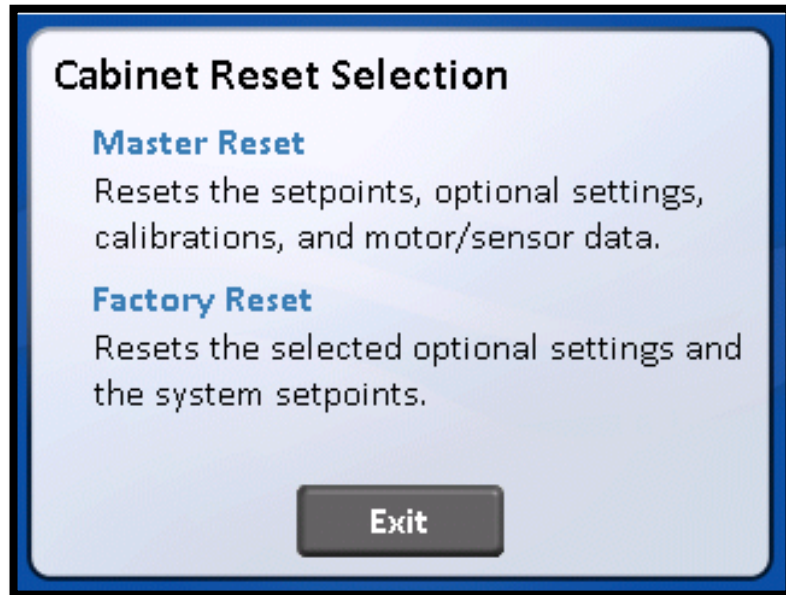 Cabinet Reset Selection
Master Reset
Resets the setpoints, optional settings,
calibrations, and motor/sensor data.
Factory Reset
Resets the selected optional settings and
the system setpoints.
Exit